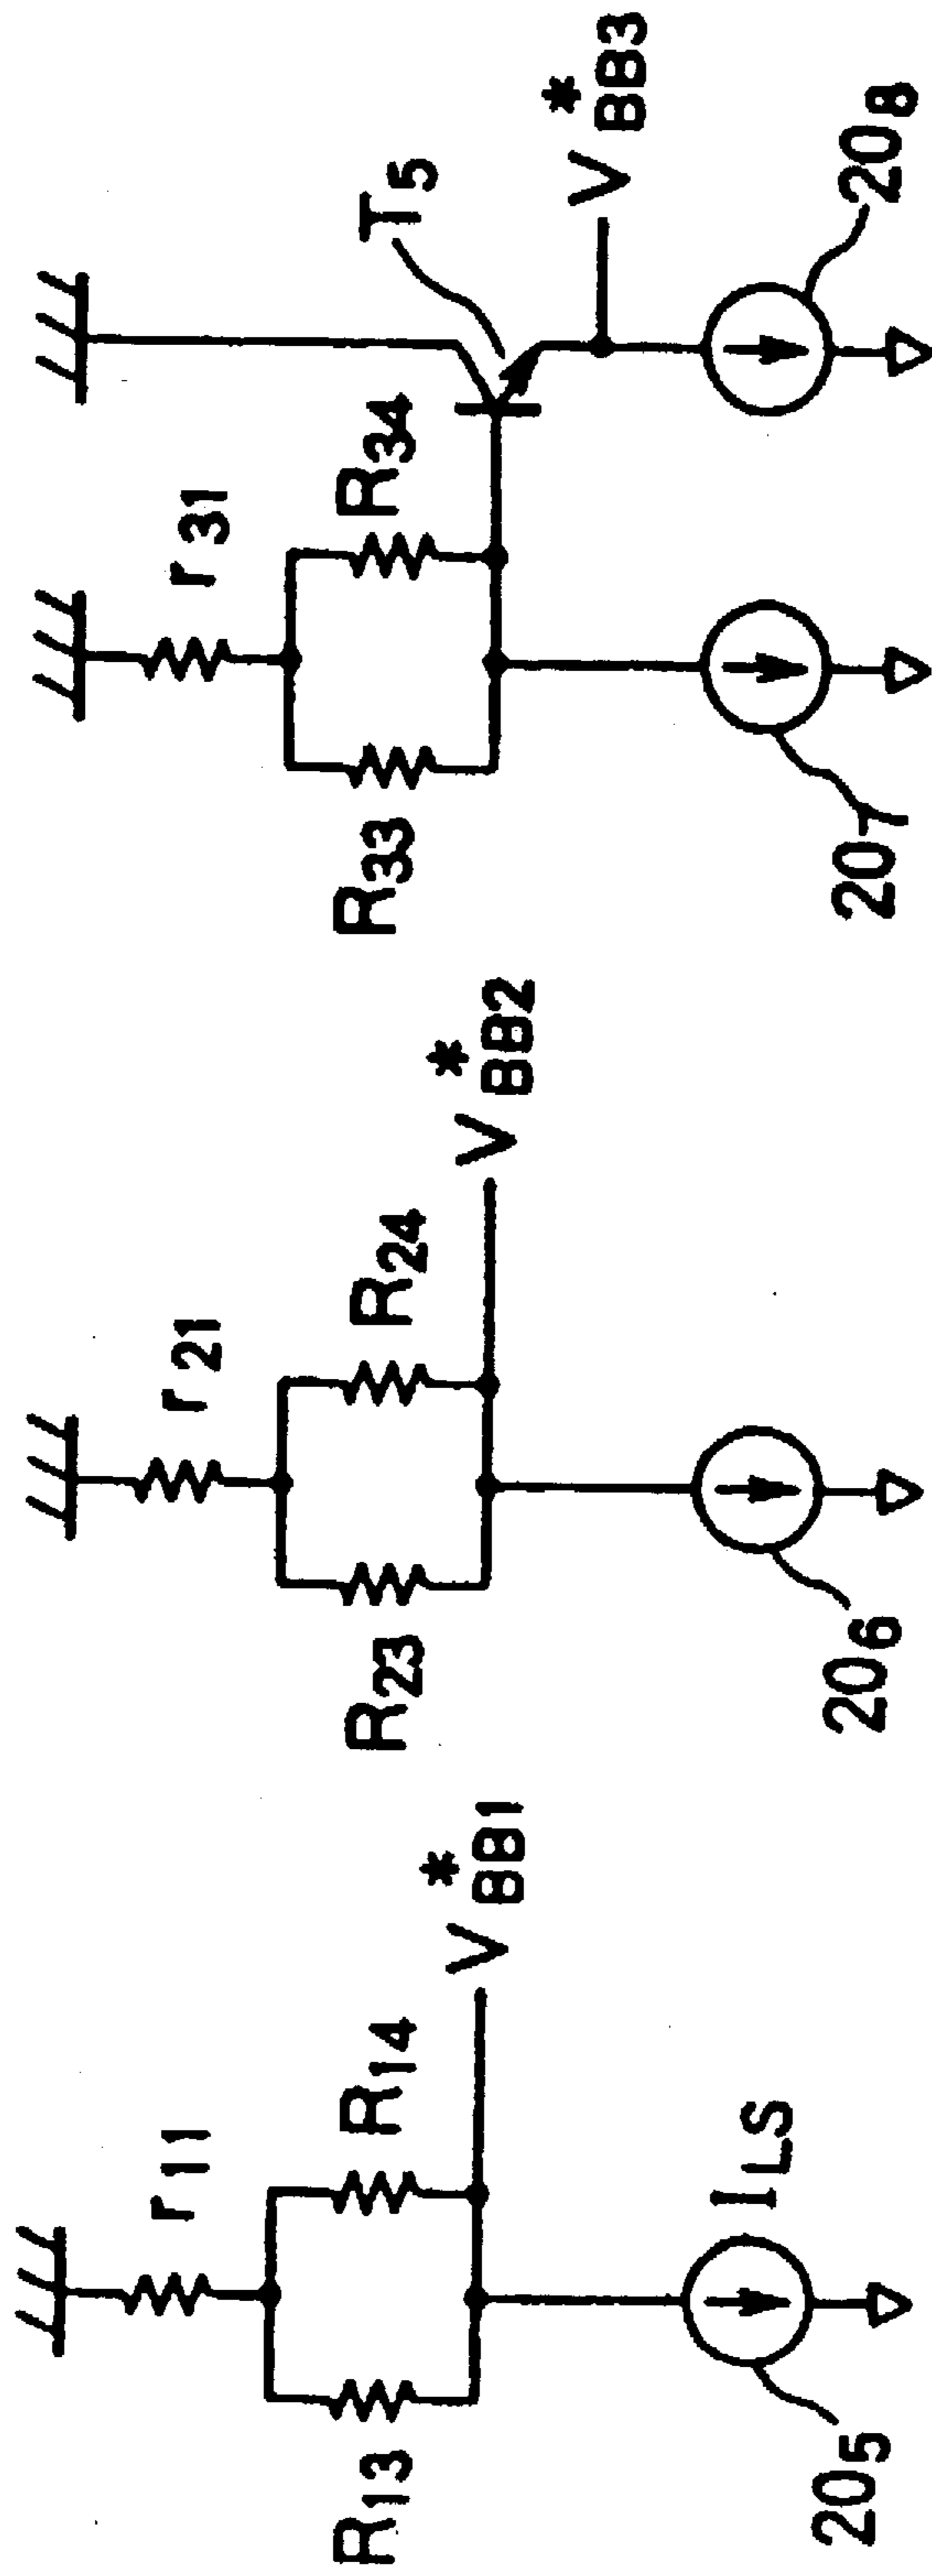 r11
R13
R14
V*BB1
ILS
205
r21
R23
R24
V*BB2
206
r31
R33
R34
T5
V*BB3
207
208